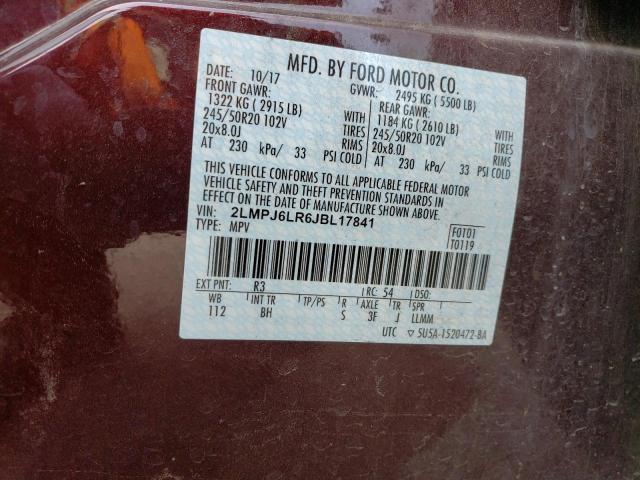 MFD. BY FORD MOTOR CO.
DATE: 10/17 GVWR: 2495 KG ( 5500 LB)
FRONT GAWR: REAR GAWR:
1322 KG ( 2915 LB) WITH 1184 KG ( 2610 LB) WITH
245/50R20 102V TIRES 245/50R20 102V TIRES
20x8.0J RIMS 20x8.0J RIMS
AT 230 kPa/ 33 PSI COLD AT 230 kPa/ 33 PSI COLD
THIS VEHICLE CONFORMS TO ALL APPLICABLE FEDERAL MOTOR
VEHICLE SAFETY AND THEFT PREVENTION STANDARDS IN
EFFECT ON THE DATE OF MANUFACTURE SHOWN ABOVE.
VIN: 2LMPJ6LR6JBL17841 F0101
TYPE: MPV T0119
EXT PNT: R3 RC: 54 DSO:
WB INT TR TP/PS R AXLE TR SPR
112 BH S 3F J LLMM
UTC ▽ 5U5A-1520472-BA